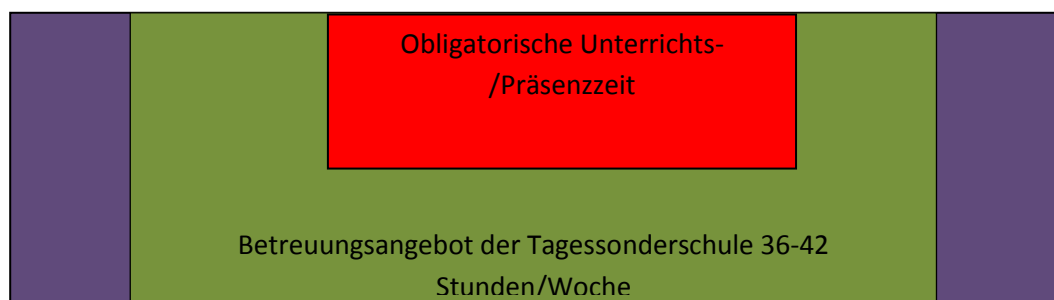 Obligatorische Unterrichts-
/Präsenzzeit
Betreuungsangebot der Tagessonderschule 36-42
Stunden/Woche